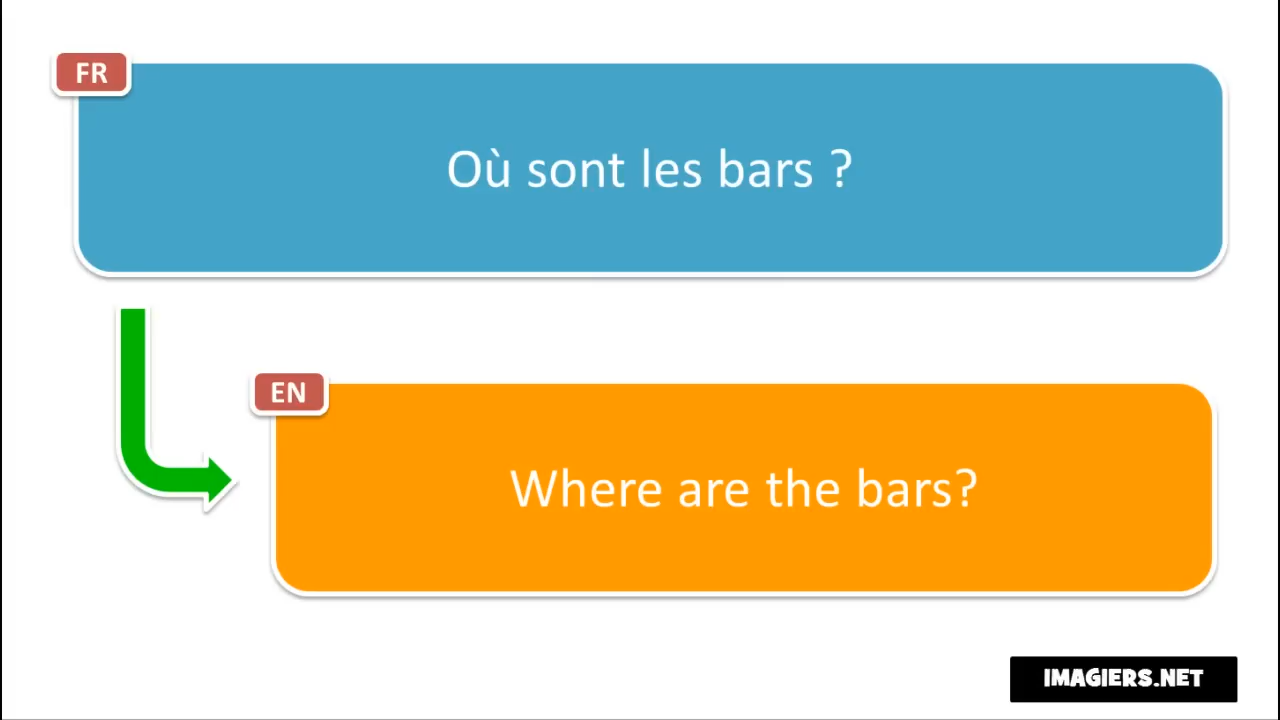 FR
Où sont les bars ?
EN
Where are the bars?
IMAGIERS.NET